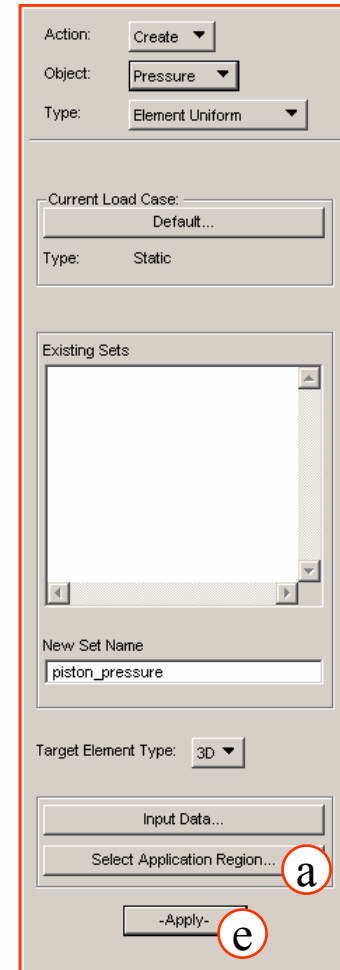 Action: Create
Object: Pressure
Type: Element Uniform
Current Load Case:
Default...
Type: Static
Existing Sets
New Set Name
piston_pressure
Target Element Type: 3D
Input Data...
Select Application Region...
a
-Apply-
e